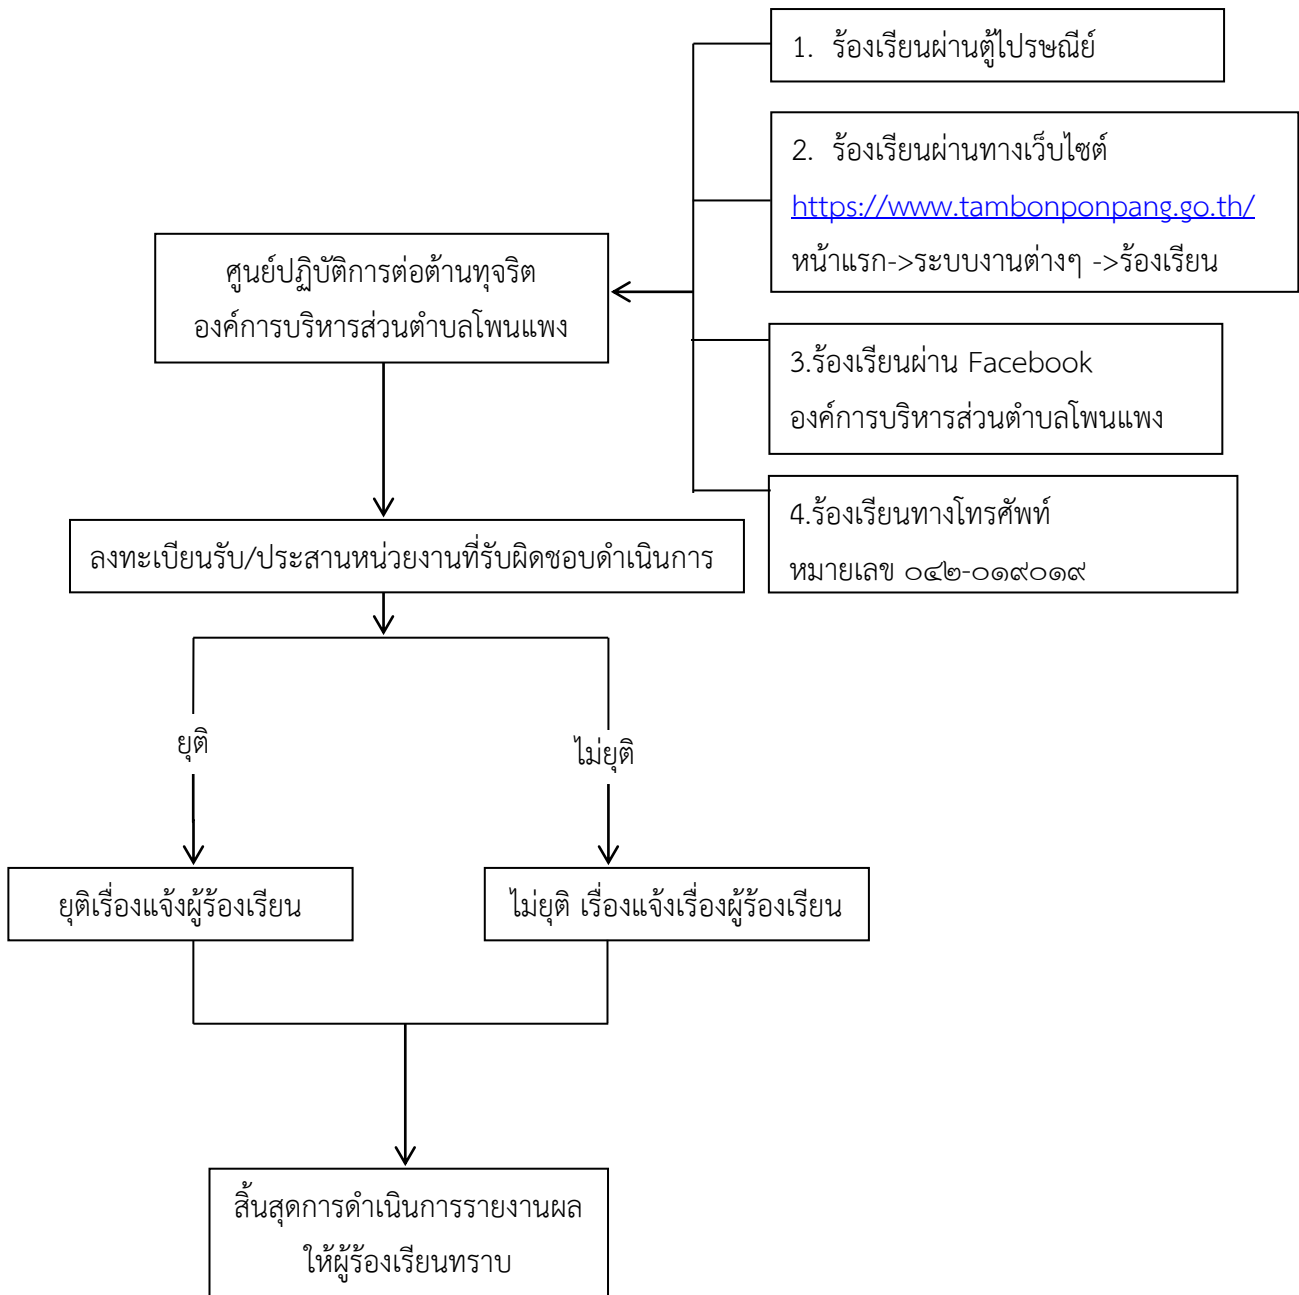 1. ร้องเรียนผ่านตู้ไปรษณีย์
2. ร้องเรียนผ่านทางเว็บไซต์
https://www.tambonponpang.go.th/
หน้าแรก->ระบบงานต่างๆ ->ร้องเรียน
ศูนย์ปฏิบัติการต่อต้านทุจริต
องค์การบริหารส่วนตำบลโพนแพง
3.ร้องเรียนผ่าน Facebook
องค์การบริหารส่วนตำบลโพนแพง
4.ร้องเรียนทางโทรศัพท์
หมายเลข ๐๔๒-๐๑๙๐๑๙
ลงทะเบียนรับ/ประสานหน่วยงานที่รับผิดชอบดำเนินการ
ยุติ
ไม่ยุติ
ยุติเรื่องแจ้งผู้ร้องเรียน
ไม่ยุติ เรื่องแจ้งเรื่องผู้ร้องเรียน
สิ้นสุดการดำเนินการรายงานผล
ให้ผู้ร้องเรียนทราบ